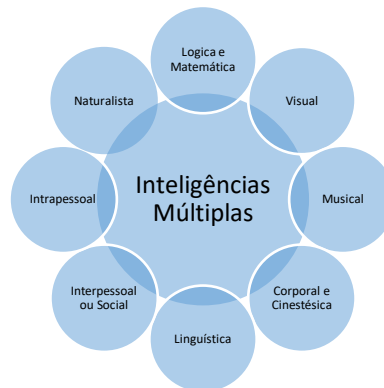 Logica e
Matemática
Visual
Musical
Corporal e
Cinestésica
Linguística
Interpessoal
ou Social
Intrapessoal
Naturalista
Inteligências
Múltiplas